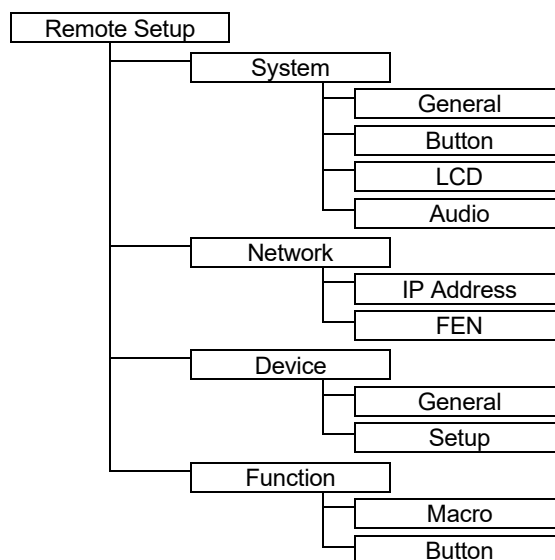 Remote Setup
System
General
Button
LCD
Audio
Network
IP Address
FEN
Device
General
Setup
Function
Macro
Button